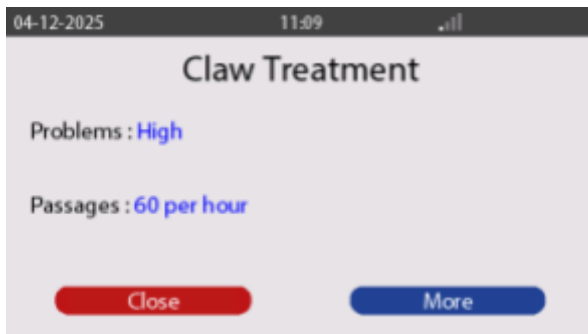 04-12-2025 11:09
Claw Treatment
Problems : High
Passages : 60 per hour
Close More